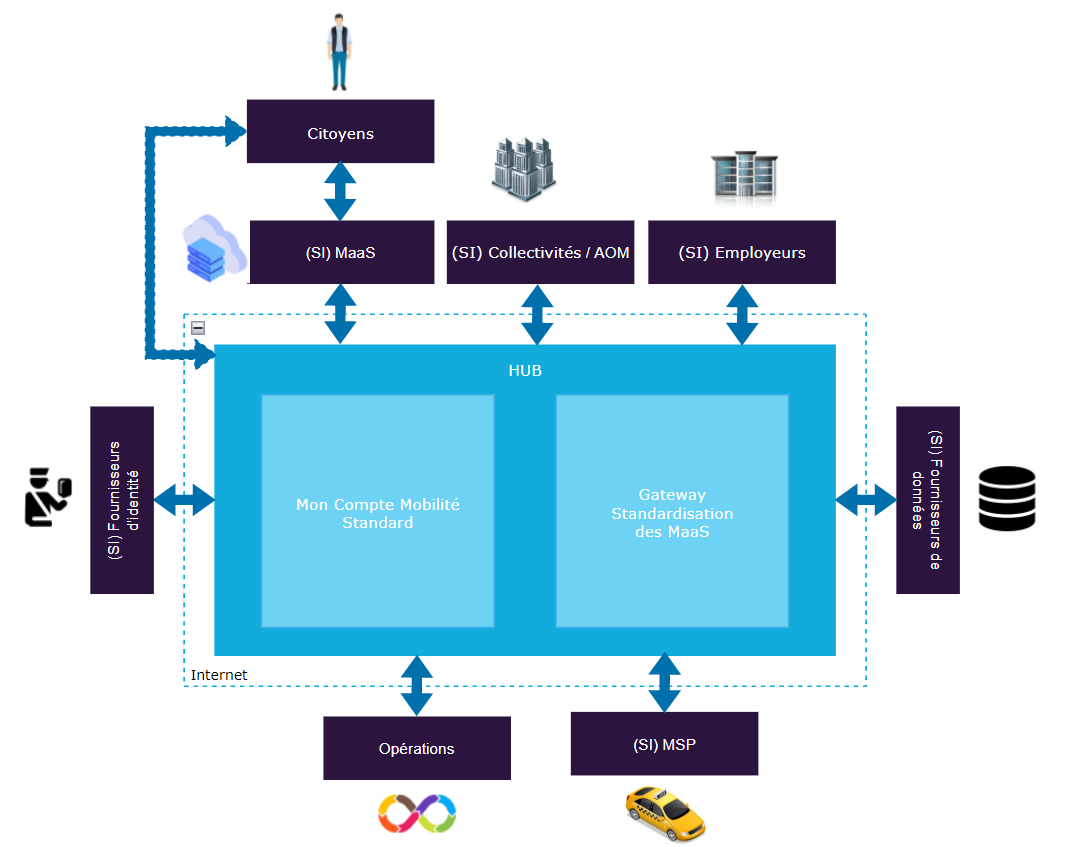 Citoyens
(SI) MaaS
(SI) Collectivités / AOM
(SI) Employeurs
HUB
(SI) Fournisseurs
d'identité
Mon Compte Mobilité
Standard
Gateway
Standardisation
des MaaS
(SI) Fournisseurs de
données
Internet
Opérations
(SI) MSP